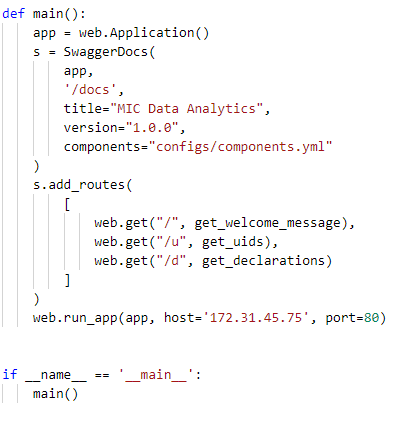 def main():
    app = web.Application()
    s = SwaggerDocs(
        app,
        '/docs',
        title="MIC Data Analytics",
        version="1.0.0",
        components="configs/components.yml"
    )
    s.add_routes(
        [
            web.get("/", get_welcome_message),
            web.get("/u", get_uids),
            web.get("/d", get_declarations)
        ]
    )
    web.run_app(app, host='172.31.45.75', port=80)
if __name__ == '__main__':
    main()